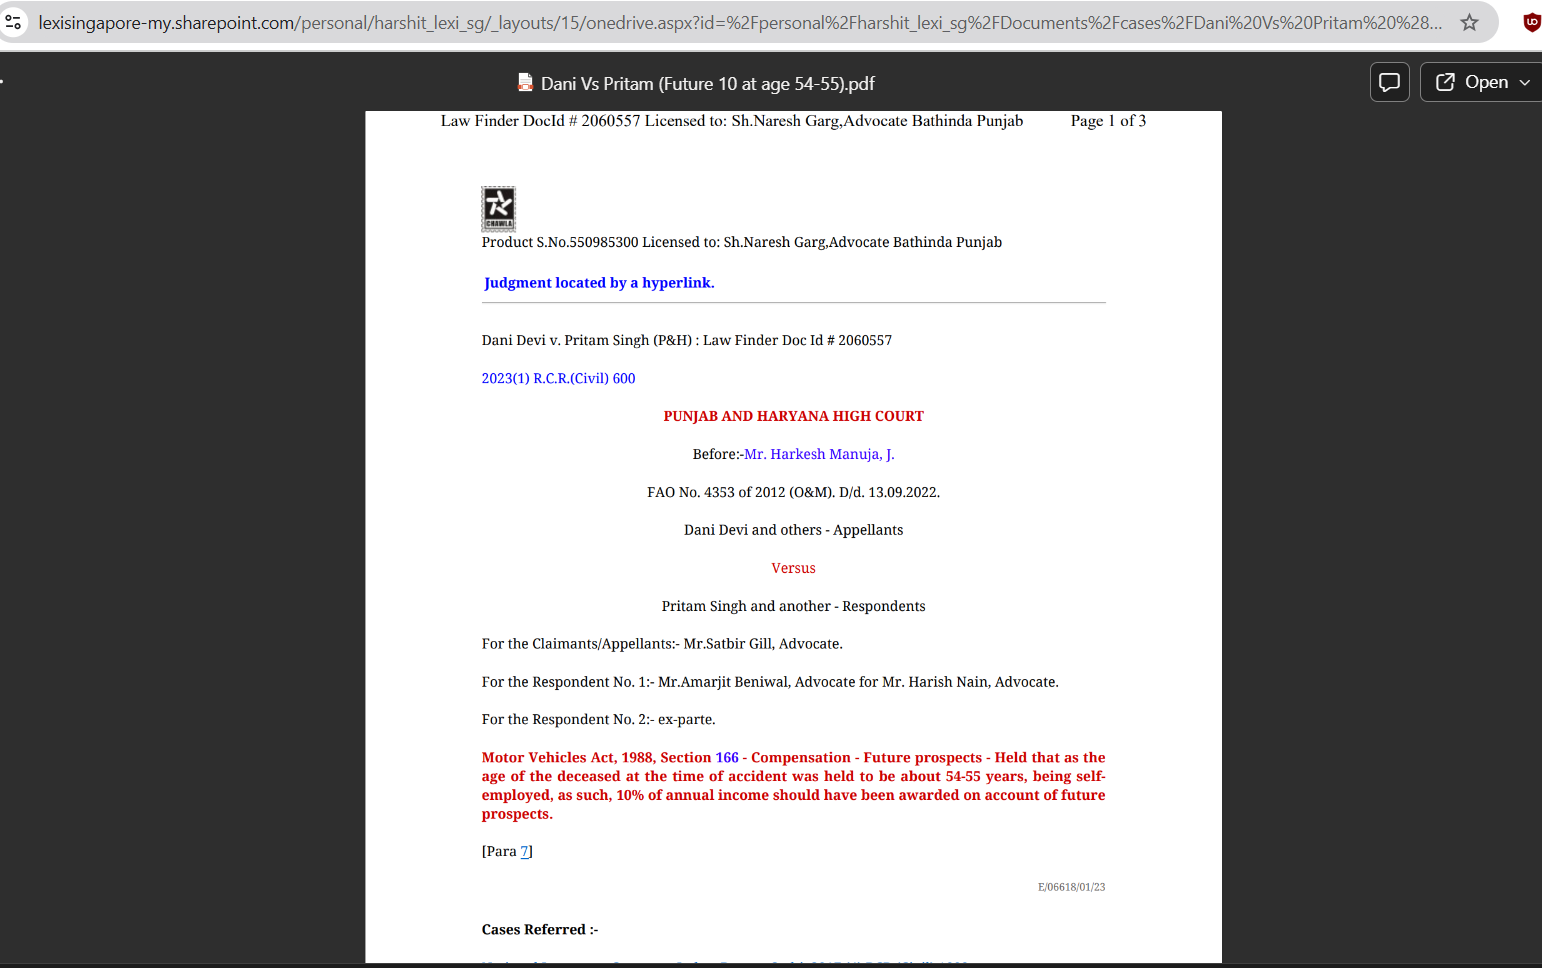 lexisingapore-my.sharepoint.com/personal/harshit_lexi_sg/_layouts/15/onedrive.aspx?id=%2Fpersonal%2Fharshit_lexi_sg%2FDocuments%2Fcases%2FDani%20Vs%20Pritam%20%28...
Dani Vs Pritam (Future 10 at age 54-55).pdf
Open
Law Finder DocId # 2060557 Licensed to: Sh.Naresh Garg,Advocate Bathinda Punjab Page 1 of 3
CHAWLA
Product S.No.550985300 Licensed to: Sh.Naresh Garg,Advocate Bathinda Punjab
Judgment located by a hyperlink.
Dani Devi v. Pritam Singh (P&H) : Law Finder Doc Id # 2060557
2023(1) R.C.R.(Civil) 600
PUNJAB AND HARYANA HIGH COURT
Before:-Mr. Harkesh Manuja, J.
FAO No. 4353 of 2012 (O&M). D/d. 13.09.2022.
Dani Devi and others - Appellants
Versus
Pritam Singh and another - Respondents
For the Claimants/Appellants:- Mr.Satbir Gill, Advocate.
For the Respondent No. 1:- Mr.Amarjit Beniwal, Advocate for Mr. Harish Nain, Advocate.
For the Respondent No. 2:- ex-parte.
Motor Vehicles Act, 1988, Section 166 - Compensation - Future prospects - Held that as the
age of the deceased at the time of accident was held to be about 54-55 years, being self-
employed, as such, 10% of annual income should have been awarded on account of future
prospects.
[Para 7]
E/06618/01/23
Cases Referred :-